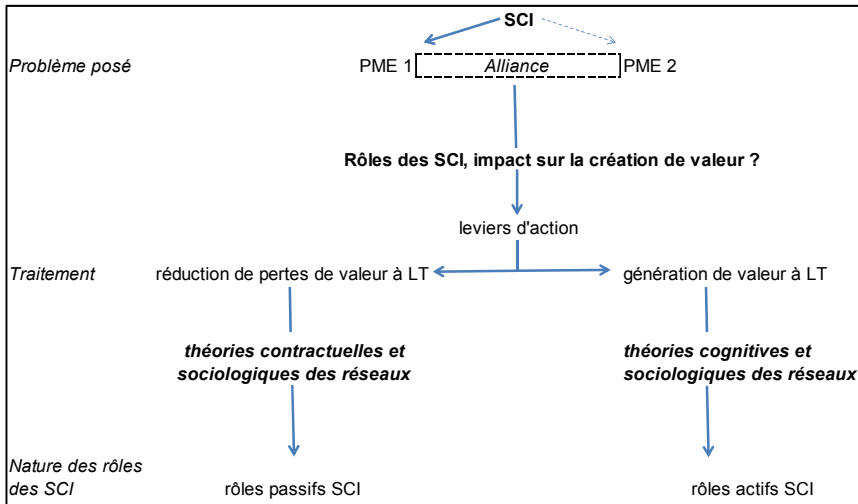 SCI
Problème posé
PME 1
Alliance
PME 2
Rôles des SCI, impact sur la création de valeur ?
leviers d'action
Traitement
réduction de pertes de valeur à LT
génération de valeur à LT
théories contractuelles et
sociologiques des réseaux
théories cognitives et
sociologiques des réseaux
Nature des rôles
des SCI
rôles passifs SCI
rôles actifs SCI